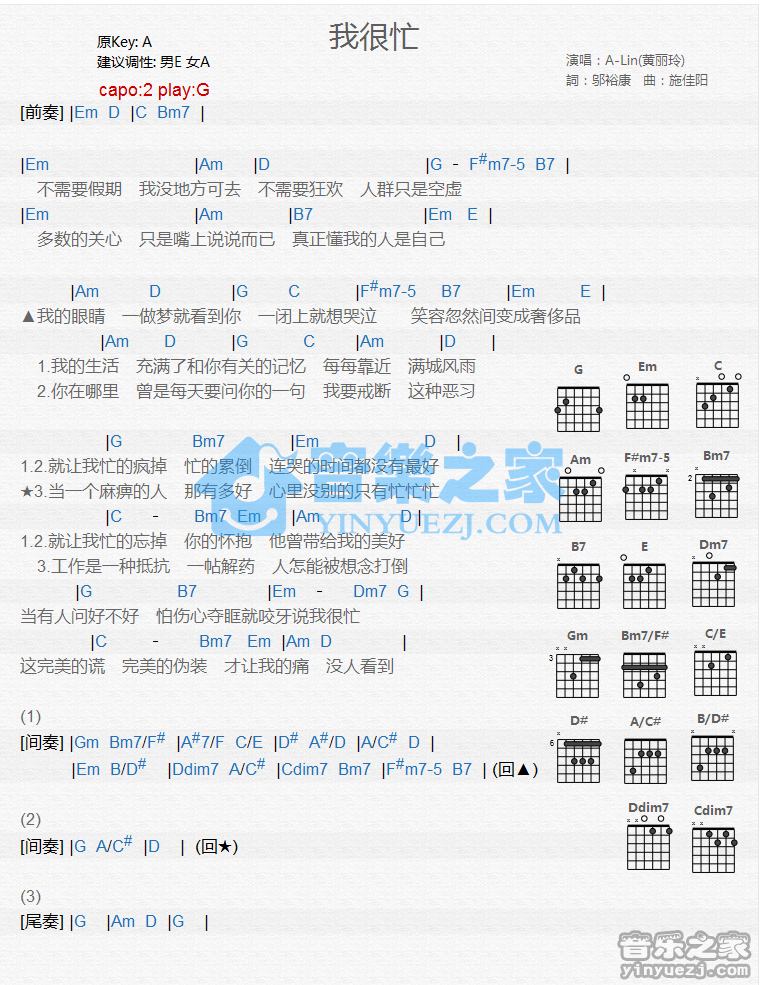 我很忙
原Key: A
建议调性: 男E 女A
演唱：A-Lin(黄丽玲)
詞：邬裕康 曲：施佳阳
capo:2 play:G
[前奏] |Em D |C Bm7 |
|Em |Am |D |G - F#m7-5 B7 |
不需要假期 我没地方可去 不需要狂欢 人群只是空虚
|Em |Am |B7 |Em E |
多数的关心 只是嘴上说说而已 真正懂我的人是自己
|Am D |G C |F#m7-5 B7 |Em E |
▲我的眼睛 一做梦就看到你 一闭上就想哭泣 笑容忽然间变成奢侈品
|Am D |G C |Am |D |
1.我的生活 充满了和你有关的记忆 每每靠近 满城风雨
2.你在哪里 曾是每天要问你的一句 我要戒断 这种恶习
|G Bm7 |Em D |
1.2.就让我忙的疯掉 忙的累倒 连哭的时间都没有最好
★3.当一个麻痹的人 那有多好 心里没别的只有忙忙忙
|C - Bm7 Em |Am D |
1.2.就让我忙的忘掉 你的怀抱 他曾带给我的美好
3.工作是一种抵抗 一帖解药 人怎能被想念打倒
|G B7 |Em - Dm7 G |
当有人问好不好 怕伤心夺眶就咬牙说我很忙
|C - Bm7 Em |Am D |
这完美的谎 完美的伪装 才让我的痛 没人看到
(1)
[间奏] |Gm Bm7/F# |A#7/F C/E |D# A#/D |A/C# D |
|Em B/D# |Ddim7 A/C# |Cdim7 Bm7 |F#m7-5 B7 | (回▲)
(2)
[间奏] |G A/C# |D | (回★)
(3)
[尾奏] |G |Am D |G |
G Em C
Am F#m7-5 Bm7
2
B7 E Dm7
Gm Bm7/F# C/E
3
D# A/C# B/D#
6
Ddim7 Cdim7
音樂之家
YINYUEZJ.COM
音乐之家
yinyuezj.com